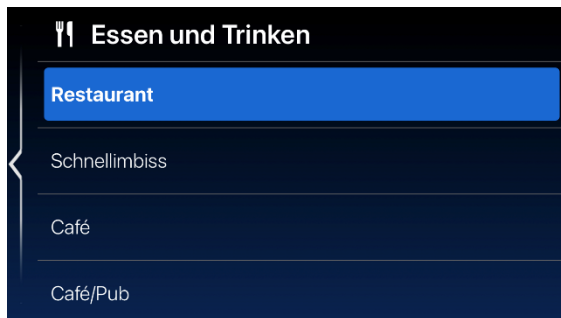 Essen und Trinken
Restaurant
Schnellimbiss
Café
Café/Pub